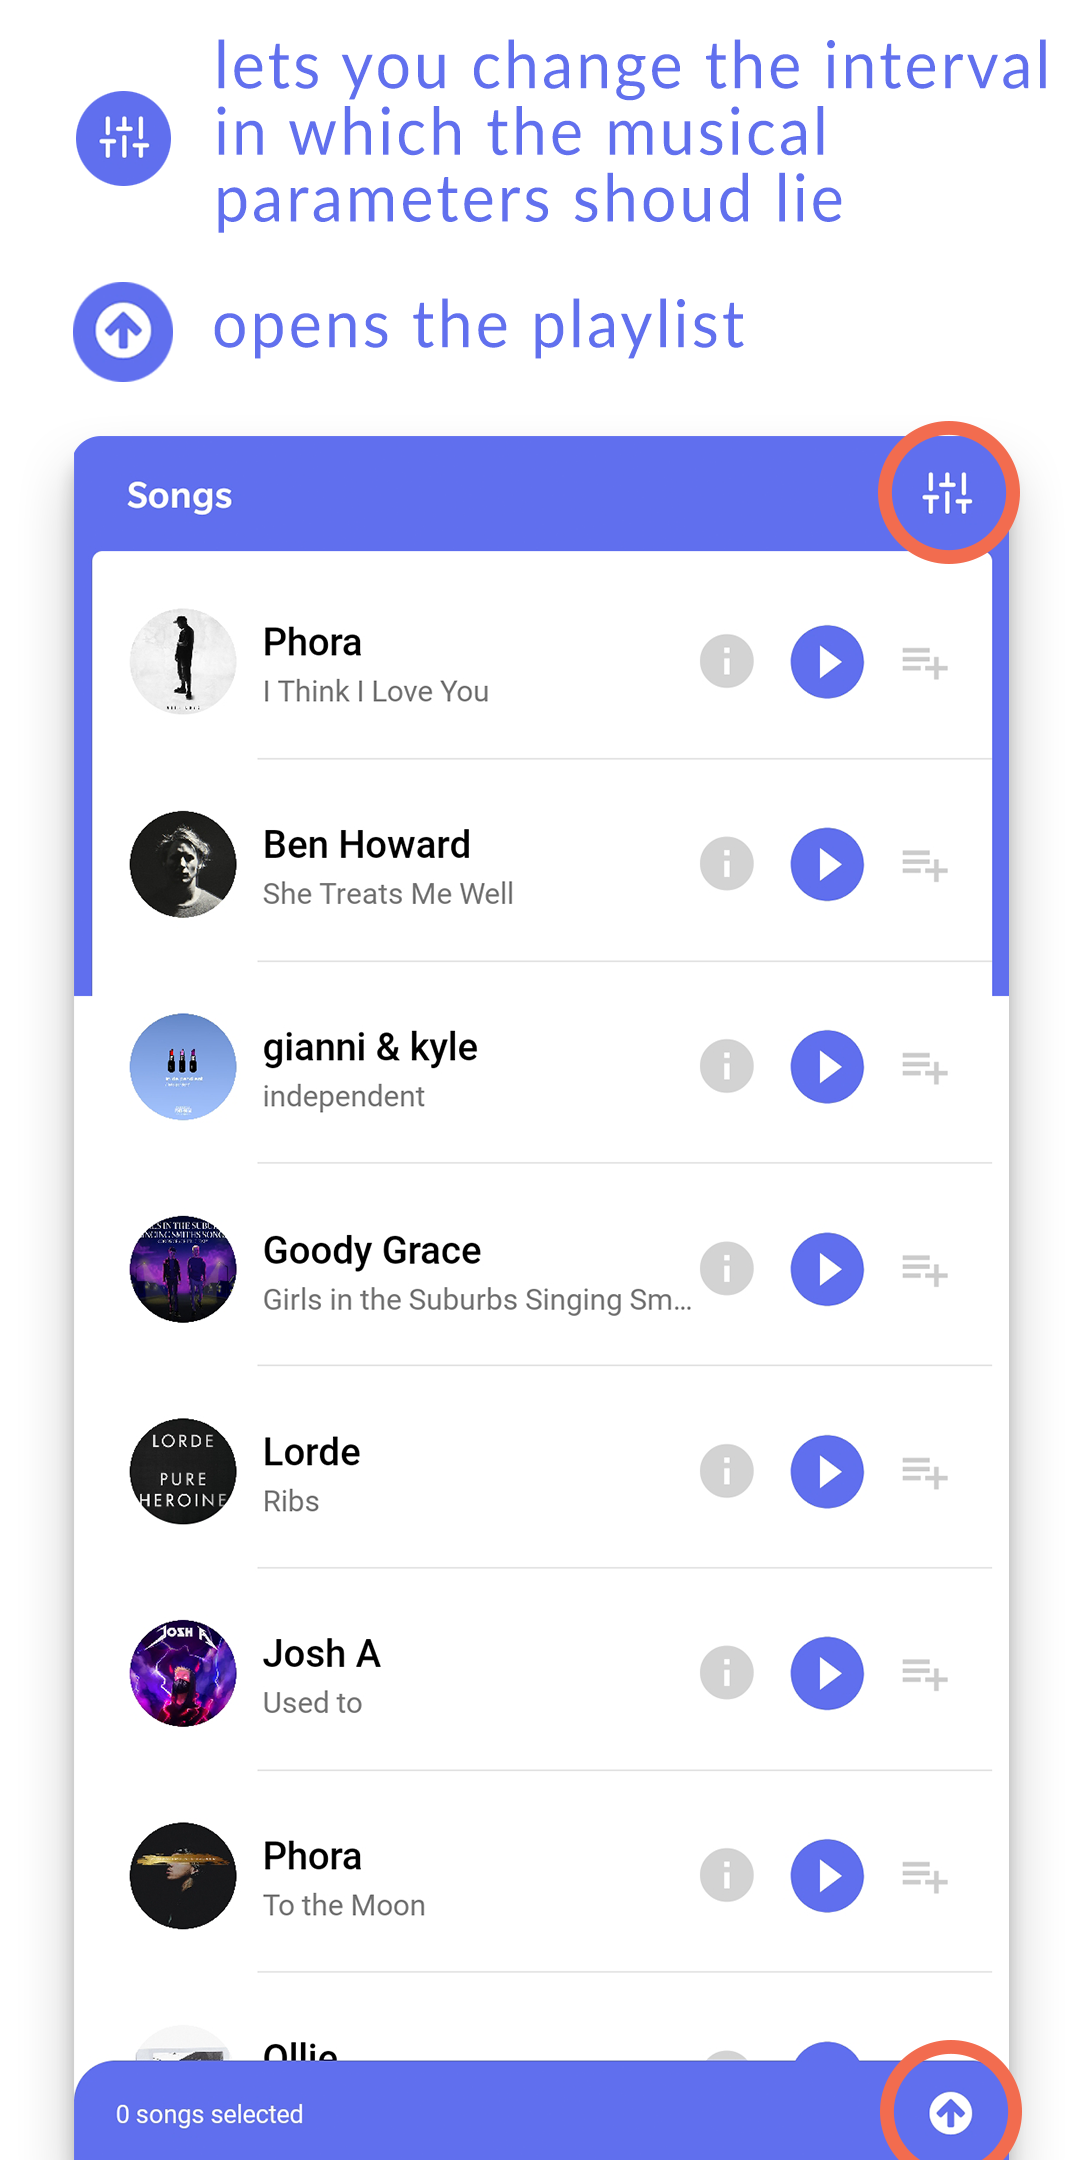 lets you change the interval
in which the musical
parameters shoud lie
opens the playlist
Songs
Phora
I Think I Love You
Ben Howard
She Treats Me Well
gianni & kyle
independent
Goody Grace
Girls in the Suburbs Singing Sm...
LORDE
PURE
HEROINE
Lorde
Ribs
JOSH A
Josh A
Used to
Phora
To the Moon
Ollie
0 songs selected